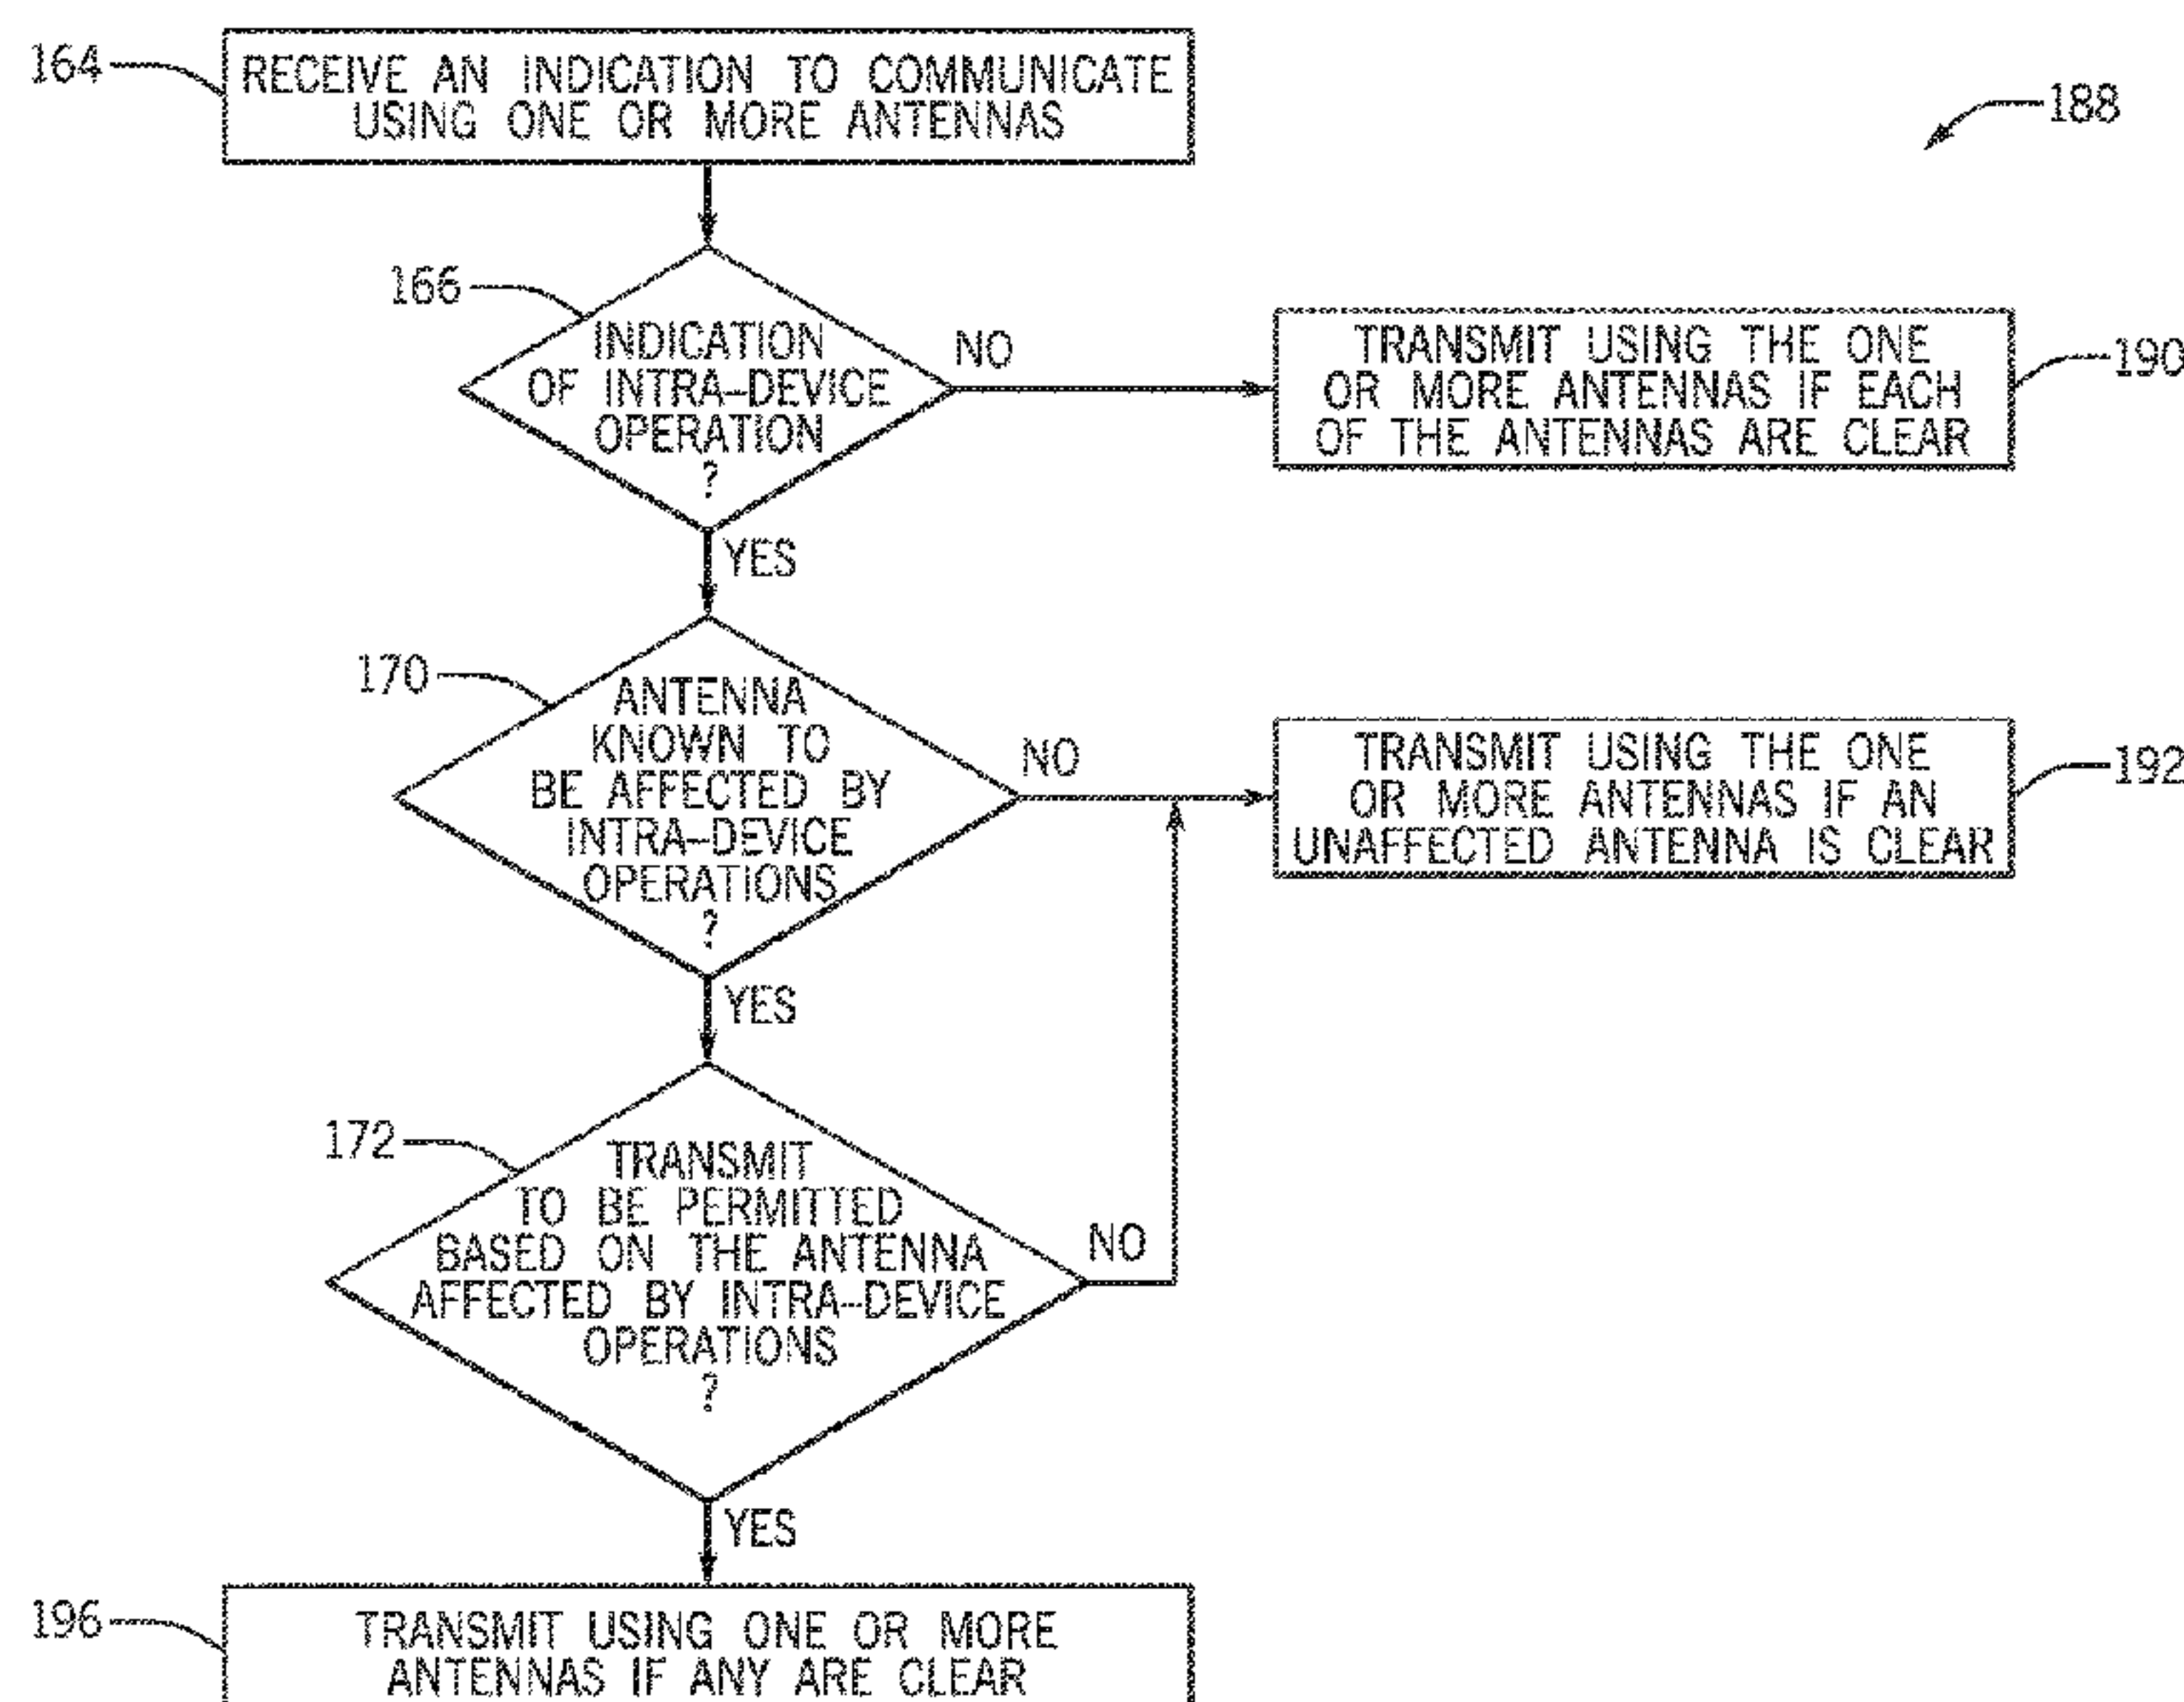 164
RECEIVE AN INDICATION TO COMMUNICATE
USING ONE OR MORE ANTENNAS
188
166
INDICATION
OF INTRA-DEVICE
OPERATION
?
NO
TRANSMIT USING THE ONE
OR MORE ANTENNAS IF EACH
OF THE ANTENNAS ARE CLEAR
190
YES
170
ANTENNA
KNOWN TO
BE AFFECTED BY
INTRA-DEVICE
OPERATIONS
?
NO
TRANSMIT USING THE ONE
OR MORE ANTENNAS IF AN
UNAFFECTED ANTENNA IS CLEAR
192
YES
172
TRANSMIT
TO BE PERMITTED
BASED ON THE ANTENNA
AFFECTED BY INTRA-DEVICE
OPERATIONS
?
NO
YES
196
TRANSMIT USING ONE OR MORE
ANTENNAS IF ANY ARE CLEAR